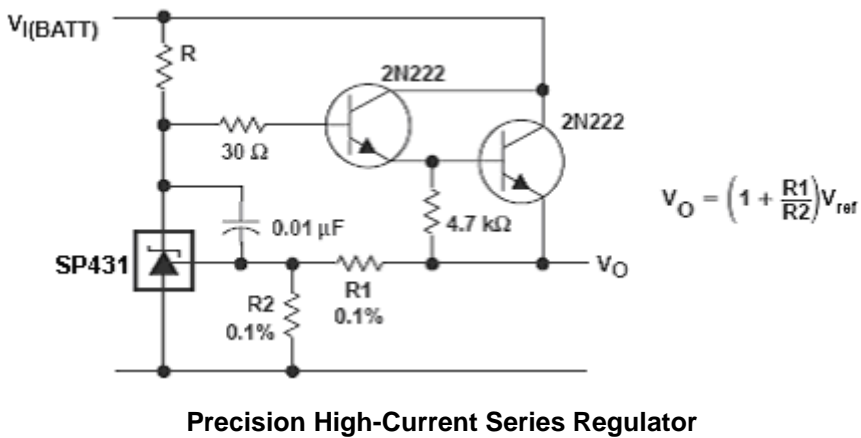 VI(BATT)
R
2N222
2N222
30 Ω
0.01 μF
4.7 kΩ
VO = (1 + R1/R2)Vref
SP431
R1
0.1%
R2
0.1%
VO
Precision High-Current Series Regulator